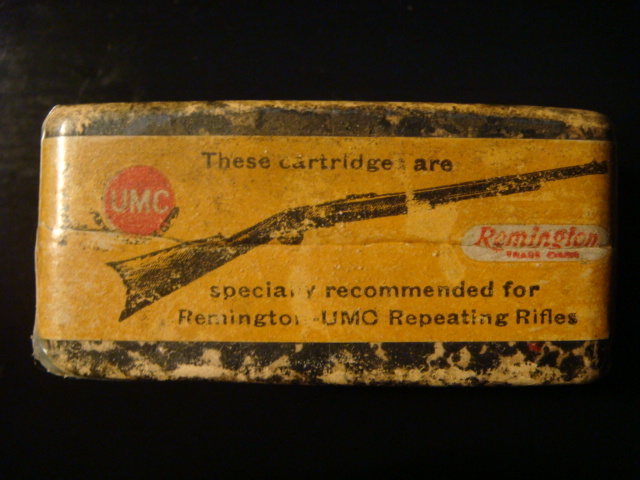 These cartridges are
UMC
Remington
TRADE MARK
specially recommended for
Remington-UMC Repeating Rifles